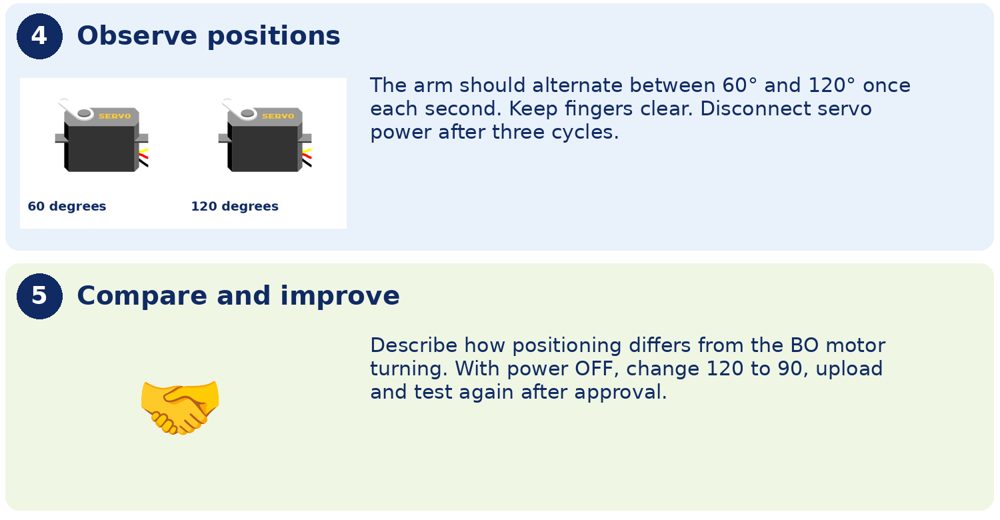 4 Observe positions
SERVO SERVO
60 degrees 120 degrees
The arm should alternate between 60° and 120° once
each second. Keep fingers clear. Disconnect servo
power after three cycles.
5 Compare and improve
Describe how positioning differs from the BO motor
turning. With power OFF, change 120 to 90, upload
and test again after approval.